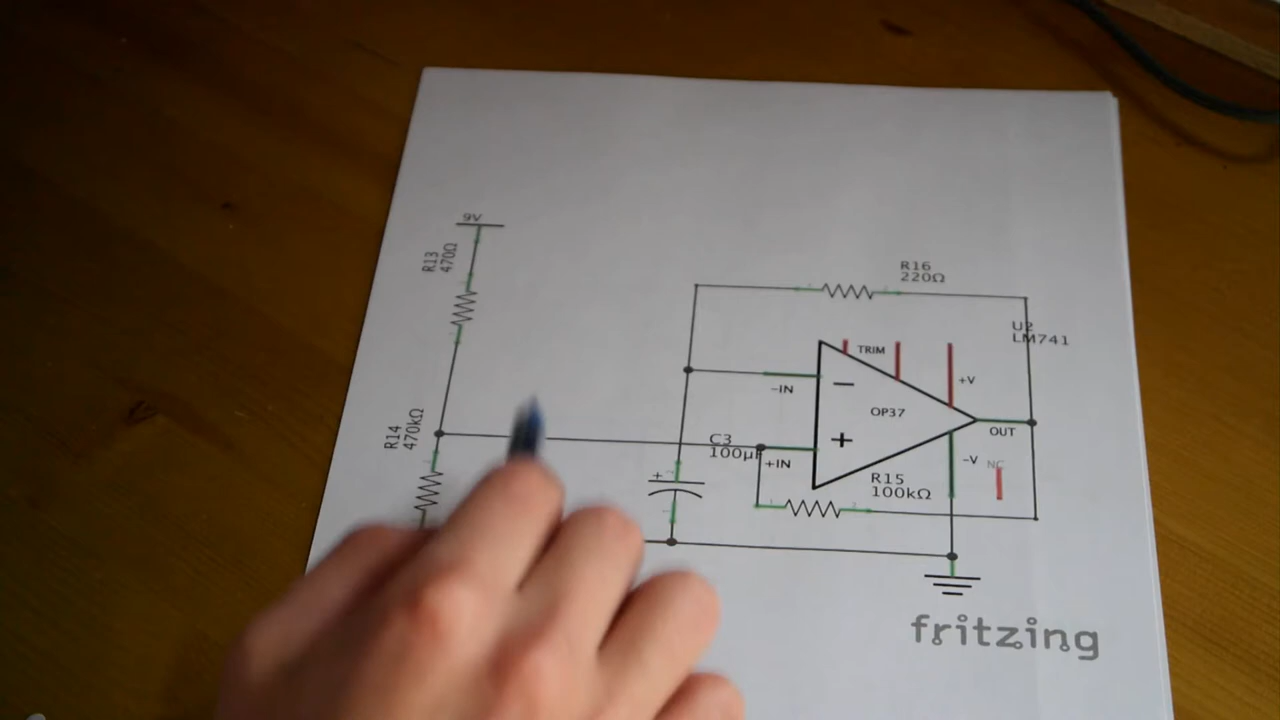 9V
R13
470Ω
R16
220Ω
U2
LM741
TRIM
-IN
+V
OP37
R14
470kΩ
C3
100μF
+
+IN
OUT
-V
NC
R15
100kΩ
fritzing